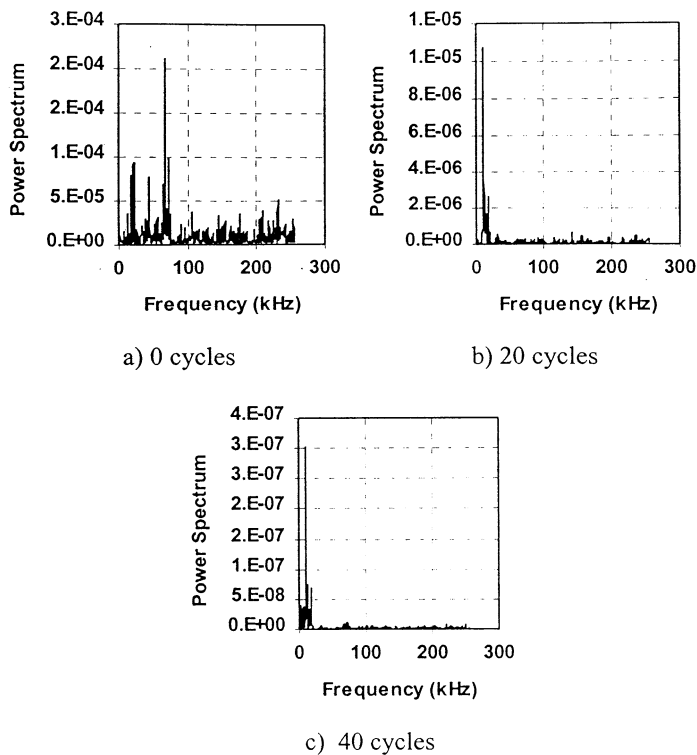 3.E-04
2.E-04
2.E-04
1.E-04
5.E-05
0.E+00
Power Spectrum
0 100 200 300
Frequency (kHz)
a) 0 cycles
1.E-05
1.E-05
8.E-06
6.E-06
4.E-06
2.E-06
0.E+00
Power Spectrum
0 100 200 300
Frequency (kHz)
b) 20 cycles
4.E-07
3.E-07
3.E-07
2.E-07
2.E-07
1.E-07
5.E-08
0.E+00
Power Spectrum
0 100 200 300
Frequency (kHz)
c) 40 cycles